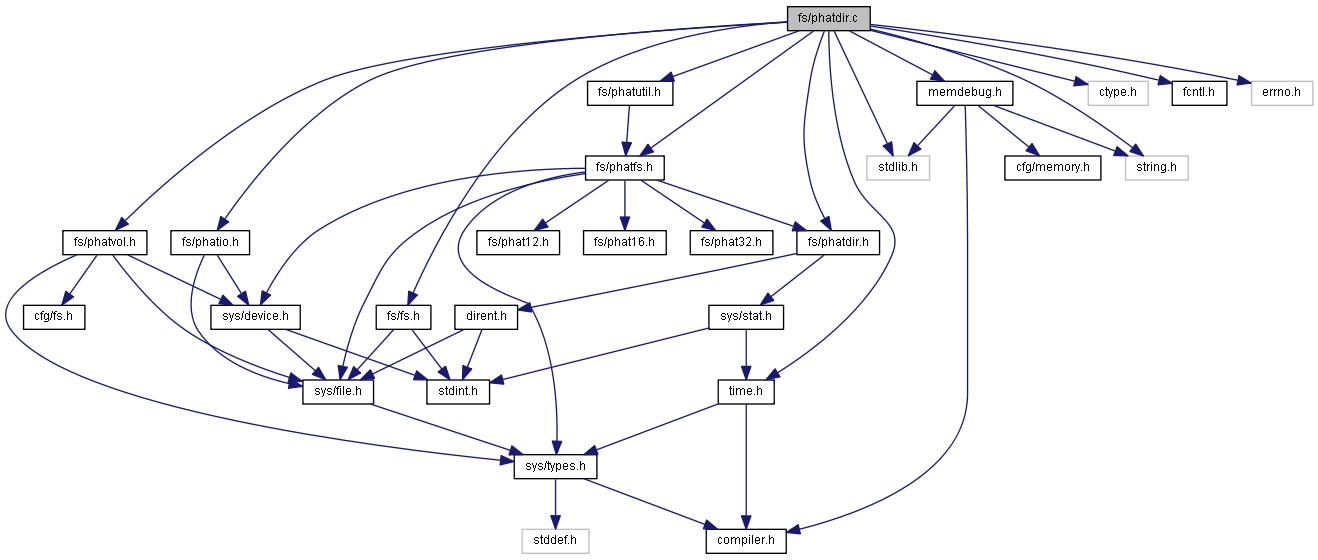 fs/phatdir.c
fs/phatutil.h
memdebug.h
ctype.h
fcntl.h
errno.h
fs/phatfs.h
stdlib.h
cfg/memory.h
string.h
fs/phatvol.h
fs/phatio.h
fs/phat12.h
fs/phat16.h
fs/phat32.h
fs/phatdir.h
cfg/fs.h
sys/device.h
fs/fs.h
dirent.h
sys/stat.h
sys/file.h
stdint.h
time.h
sys/types.h
stddef.h
compiler.h